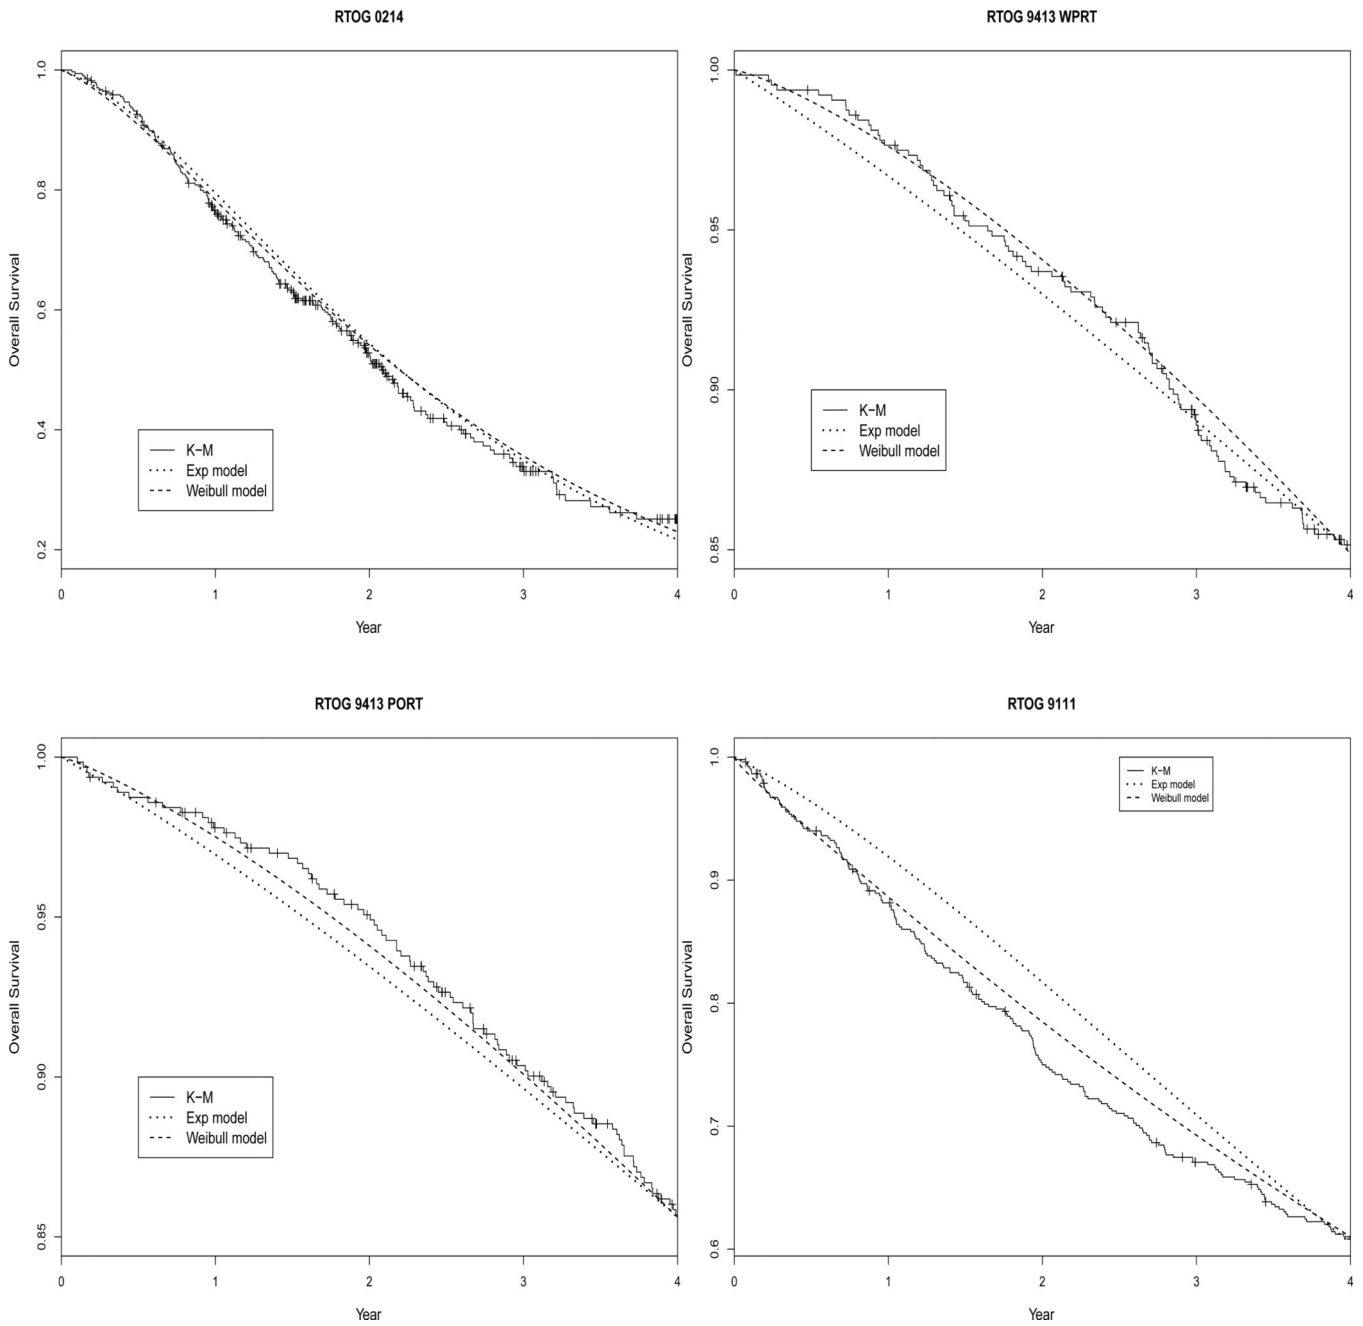 RTOG 0214
Overall Survival
1.0
0.8
0.6
0.4
0.2
K-M
Exp model
Weibull model
0 1 2 3 4
Year
RTOG 9413 WPRT
Overall Survival
1.00
0.95
0.90
0.85
K-M
Exp model
Weibull model
0 1 2 3 4
Year
RTOG 9413 PORT
Overall Survival
1.00
0.95
0.90
0.85
K-M
Exp model
Weibull model
0 1 2 3 4
Year
RTOG 9111
Overall Survival
1.0
0.9
0.8
0.7
0.6
K-M
Exp model
Weibull model
0 1 2 3 4
Year